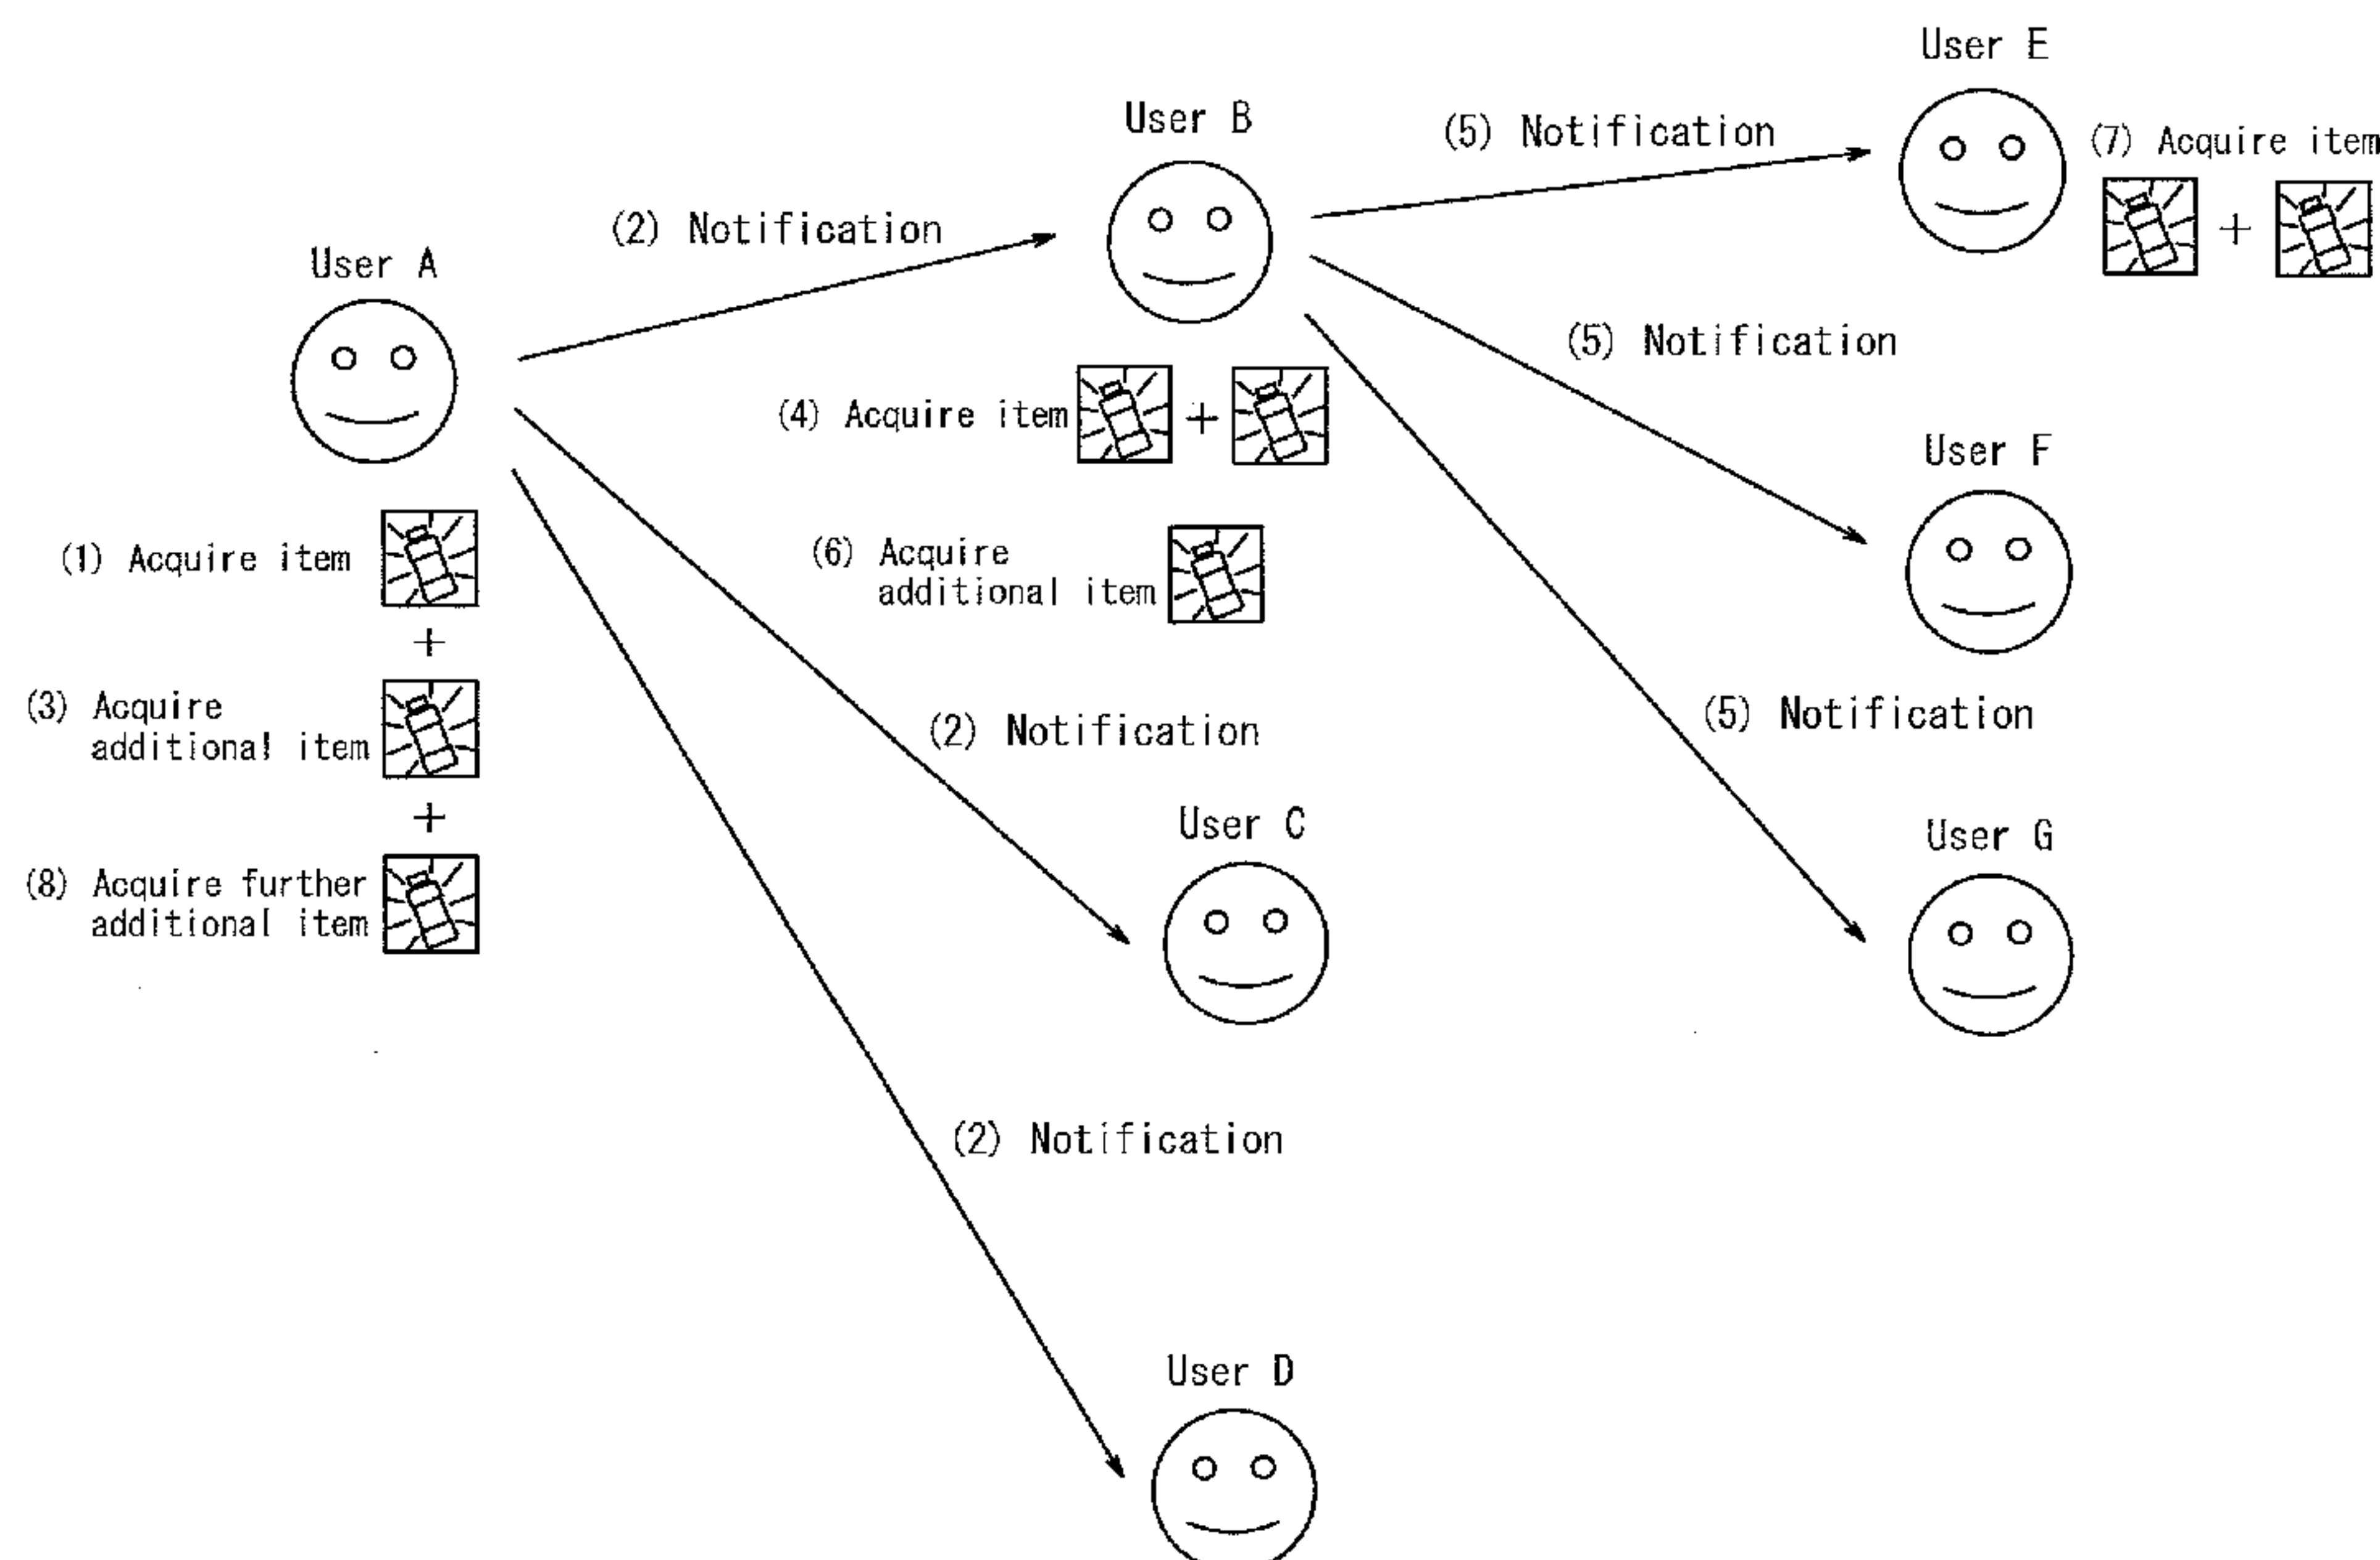 User E
User B
(5) Notification
(7) Acquire item
+
(2) Notification
User A
(5) Notification
(4) Acquire item
+
User F
(1) Acquire item
(6) Acquire
additional item
+
(3) Acquire
additional item
(2) Notification
(5) Notification
+
User C
User G
(8) Acquire further
additional item
(2) Notification
User D